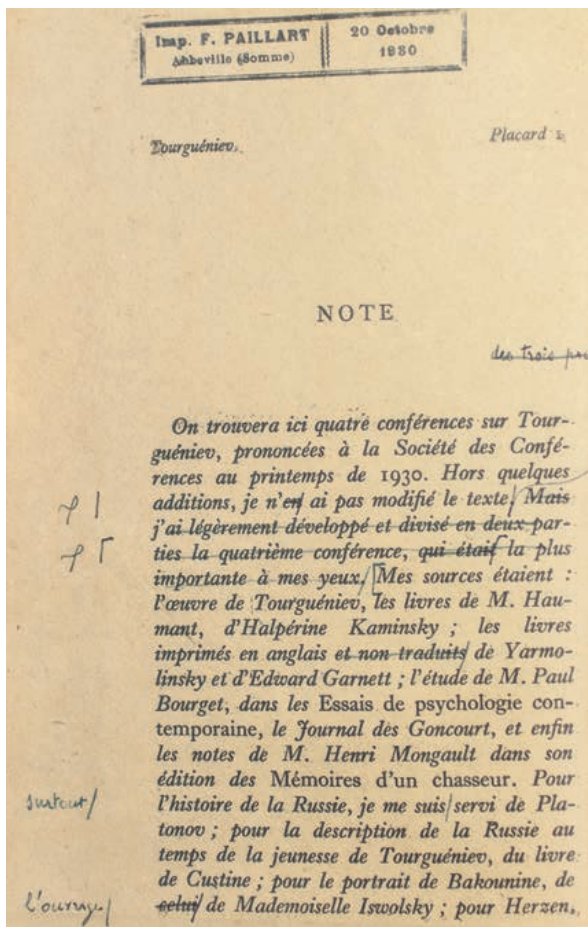 Imp. F. PAILLART
Abbeville (Somme)
20 Octobre
1930
Tourguéniev.
Placard 1.
NOTE
des trois
On trouvera ici quatre conférences sur Tour-
guéniev, prononcées à la Société des Confé-
rences au printemps de 1930. Hors quelques
additions, je n'en ai pas modifié le texte. Mais
j'ai légèrement développé et divisé en deux par-
ties la quatrième conférence, qui était la plus
importante à mes yeux. Mes sources étaient :
l'œuvre de Tourguéniev, les livres de M. Hau-
mant, d'Halpérine Kaminsky ; les livres
imprimés en anglais et non traduits de Yarmo-
linsky et d'Edward Garnett ; l'étude de M. Paul
Bourget, dans les Essais de psychologie con-
temporaine, le Journal des Goncourt, et enfin
les notes de M. Henri Mongault dans son
édition des Mémoires d'un chasseur. Pour
surtout/
l'histoire de la Russie, je me suis servi de Pla-
tonov ; pour la description de la Russie au
temps de la jeunesse de Tourguéniev, du livre
de Custine ; pour le portrait de Bakounine, de
l'ouvrage/
celui de Mademoiselle Iswolsky ; pour Herzen,